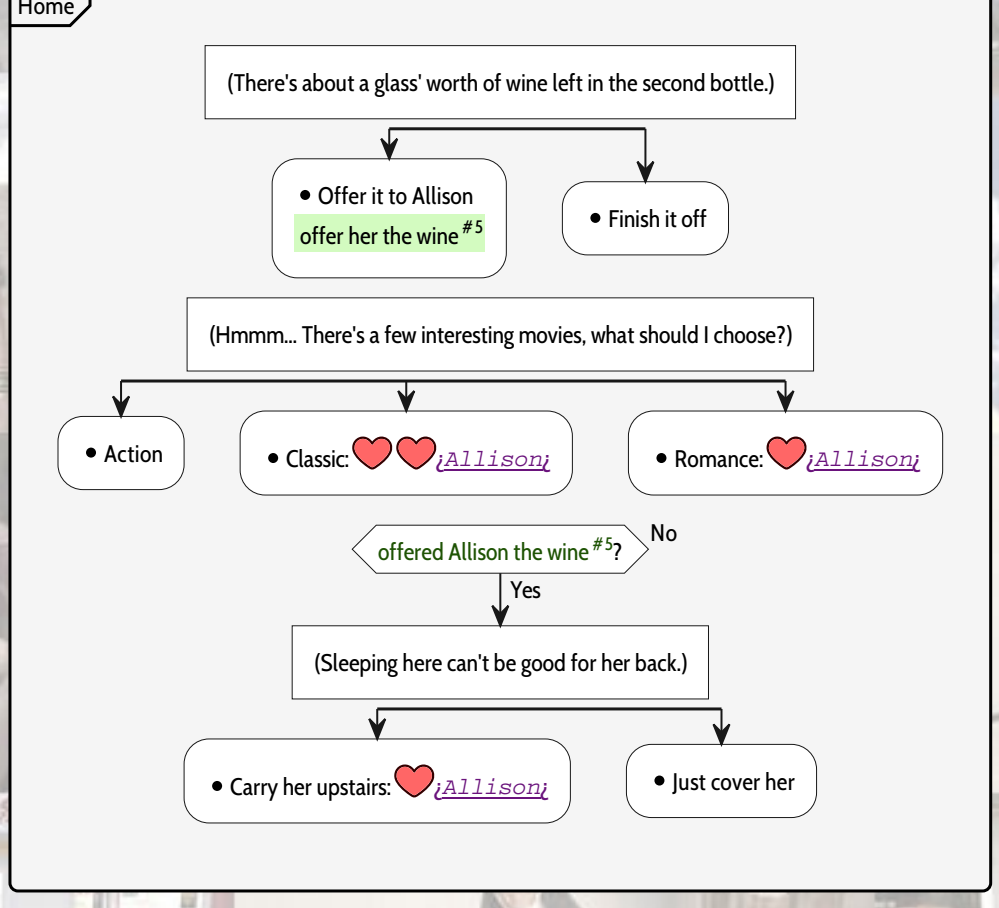 Home
(There's about a glass' worth of wine left in the second bottle.)
• Offer it to Allison
offer her the wine #5
• Finish it off
(Hmmm... There's a few interesting movies, what should I choose?)
• Action
• Classic: ❤❤¿Allison¿
• Romance: ❤¿Allison¿
offered Allison the wine #5?
No
Yes
(Sleeping here can't be good for her back.)
• Carry her upstairs: ❤¿Allison¿
• Just cover her